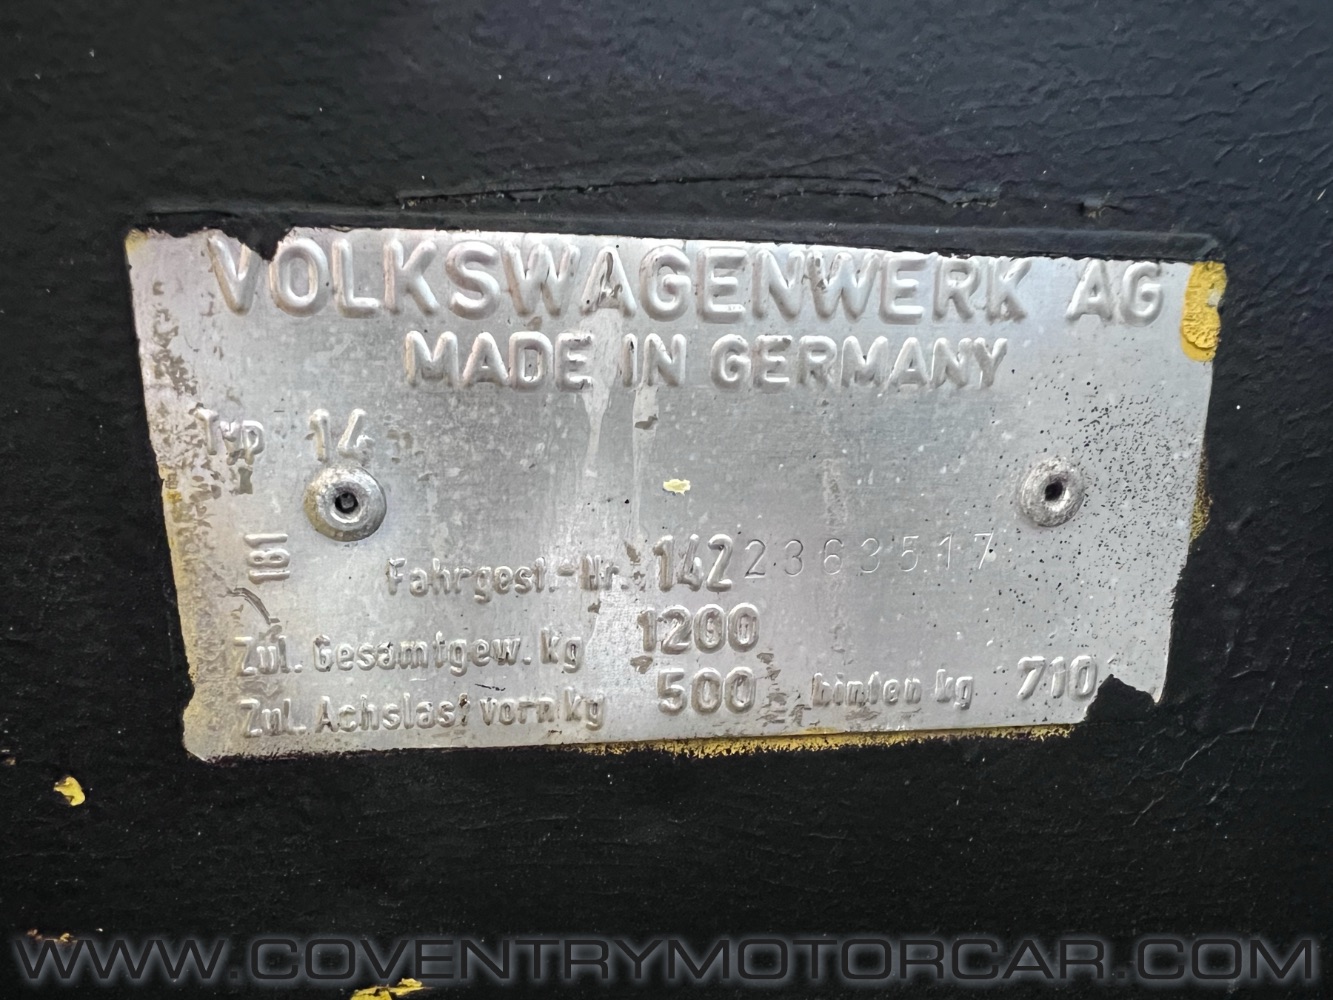 VOLKSWAGENWERK AG
MADE IN GERMANY
Typ 14
181
Fahrgest.-Nr. 1422363517
Zul. Gesamtgew. kg 1200
Zul. Achslast vorn kg 500 hinten kg 710
WWW.COVENTRYMOTORCAR.COM